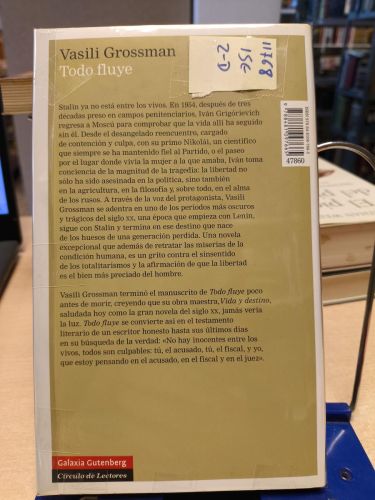 Vasili Grossman
Todo fluye
11768
15€
2-D
Stalin ya no está entre los vivos. En 1954, después de tres
décadas preso en campos penitenciarios, Iván Grigórievich
regresa a Moscú para comprobar que la vida allí ha seguido
sin él. Desde el desangelado reencuentro, cargado
de contención y culpa, con su primo Nikolái, un científico
que siempre se ha mantenido fiel al Partido, o el paseo
por el lugar donde vivía la mujer a la que amaba, Iván toma
conciencia de la magnitud de la tragedia: la libertad no
sólo ha sido asesinada en la política, sino también
en la agricultura, en la filosofía y, sobre todo, en el alma
de los rusos. A través de la voz del protagonista, Vasili
Grossman se adentra en uno de los períodos más oscuros
y trágicos del siglo XX, una época que empieza con Lenin,
sigue con Stalin y termina en ese destino que nace
de los huesos de una generación perdida. Una novela
excepcional que además de retratar las miserias de la
condición humana, es un grito contra el sinsentido
de los totalitarismos y la afirmación de que la libertad
es el bien más preciado del hombre.
Vasili Grossman terminó el manuscrito de Todo fluye poco
antes de morir, creyendo que su obra maestra, Vida y destino,
saludada hoy como la gran novela del siglo XX, jamás vería
la luz. Todo fluye se convierte así en el testamento
literario de un escritor honesto hasta sus últimos días
en su búsqueda de la verdad: «No hay inocentes entre los
vivos, todos son culpables: tú, el acusado, tú, el fiscal, y yo,
que estoy pensando en el acusado, en el fiscal y en el juez».
47860
Galaxia Gutenberg
Círculo de Lectores